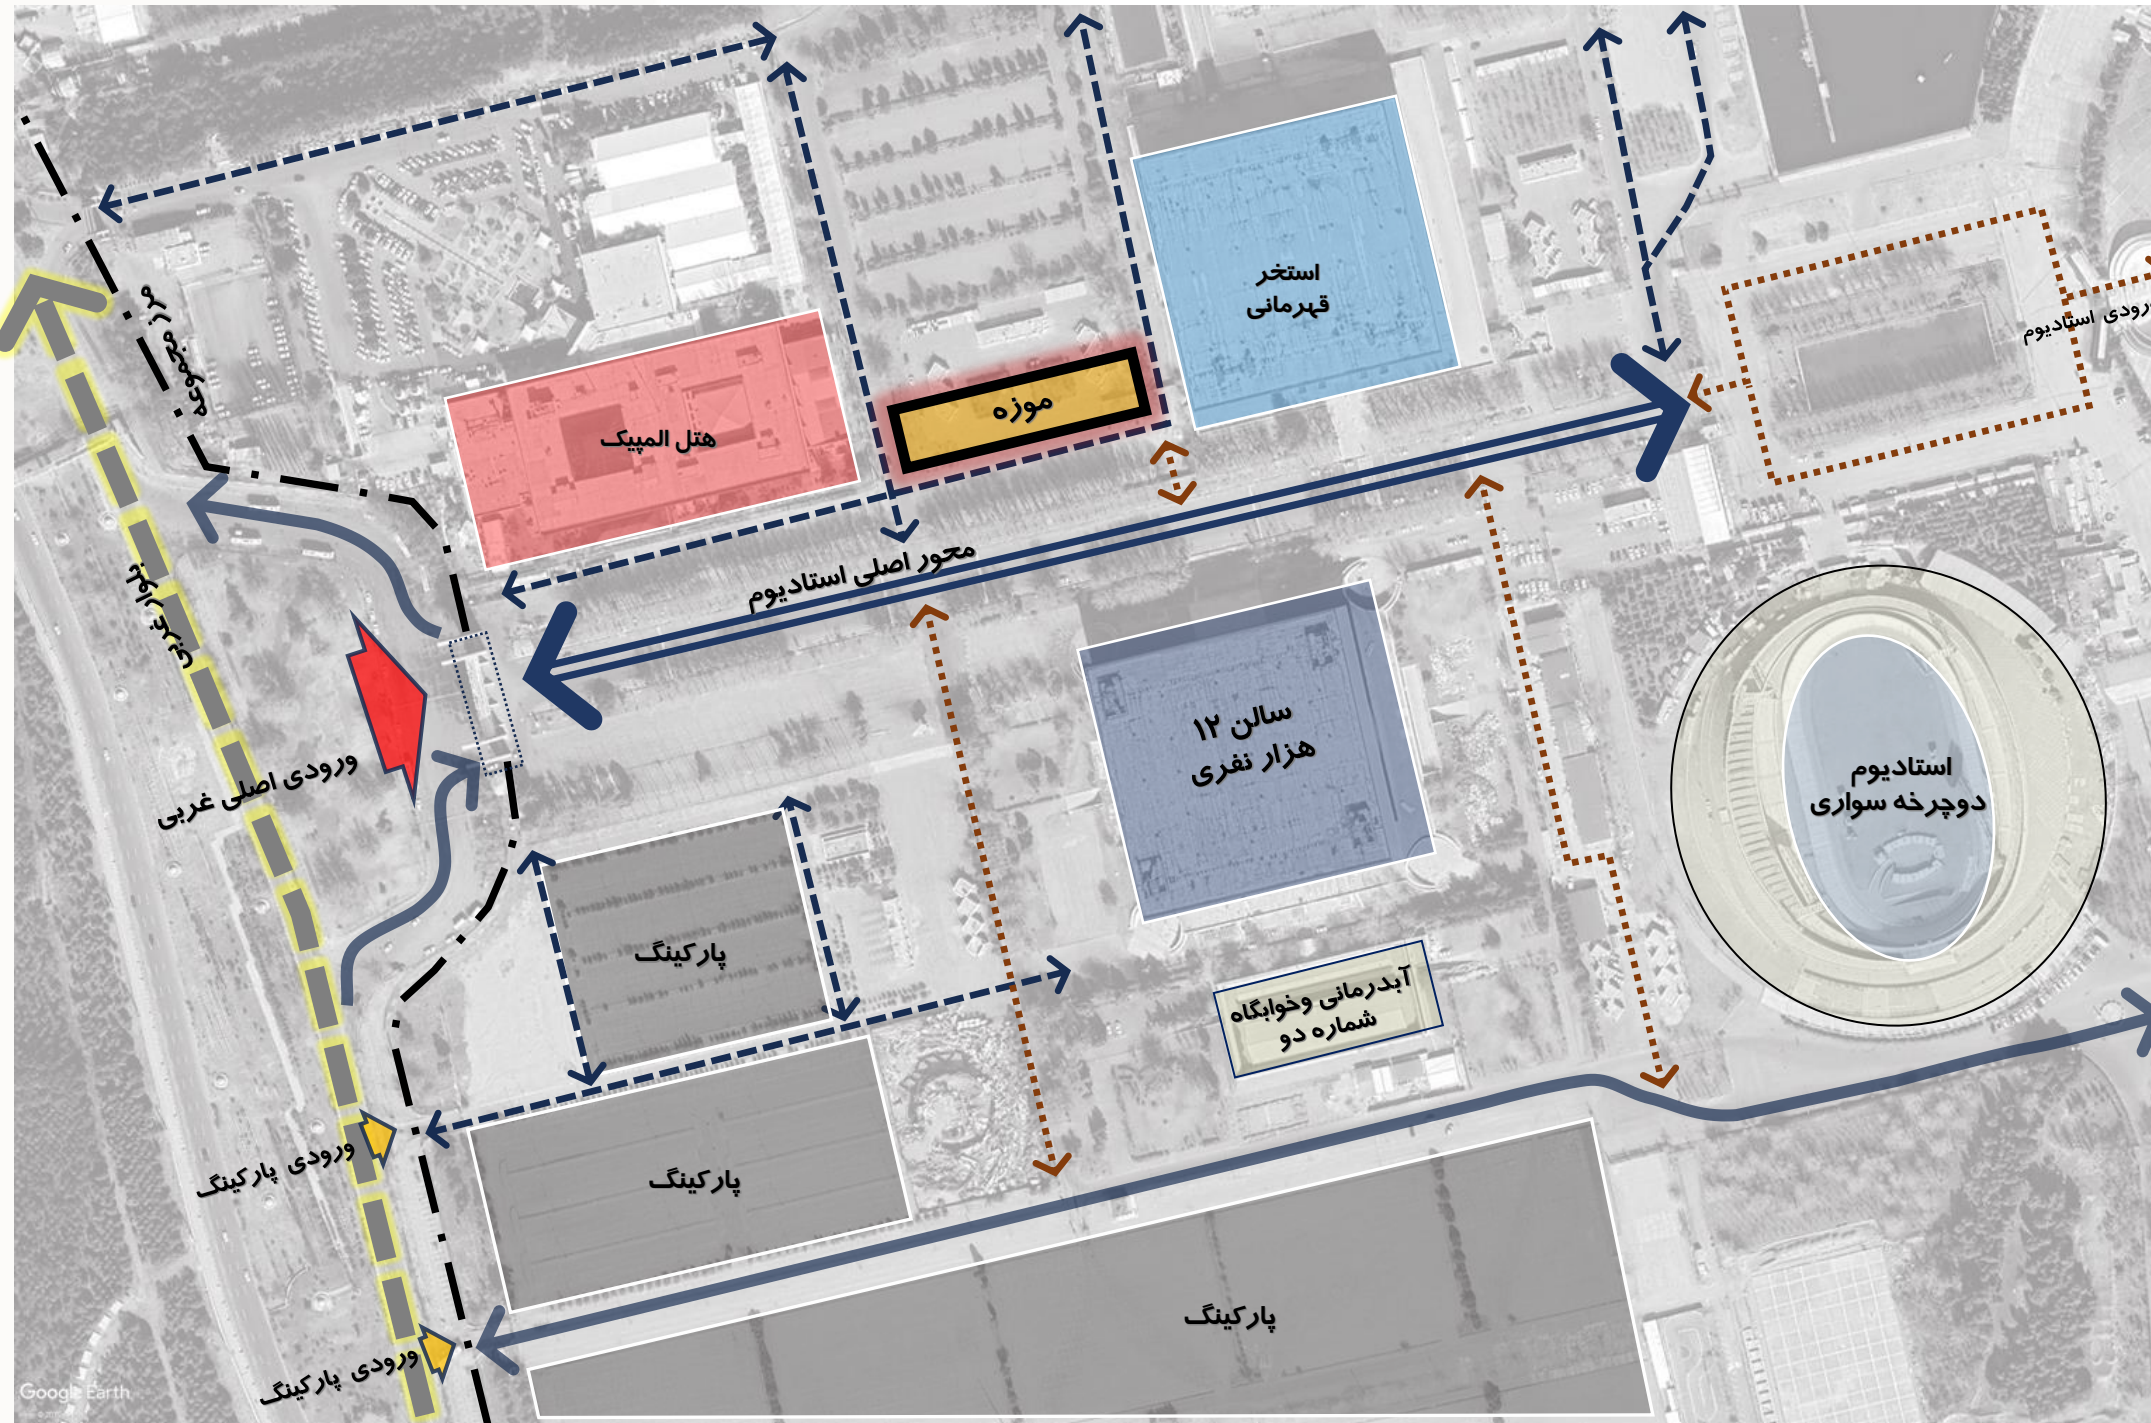 مرز مجموعه
استخر
قهرمانی
ورودی استادیوم
موزه
هتل المپیک
محور اصلی استادیوم
بلوار غربی
سالن ۱۲
هزار نفری
ورودی اصلی غربی
استادیوم
دوچرخه سواری
پارکینگ
آبدرمانی وخوابگاه
شماره دو
ورودی پارکینگ
پارکینگ
پارکینگ
ورودی پارکینگ
Google Earth